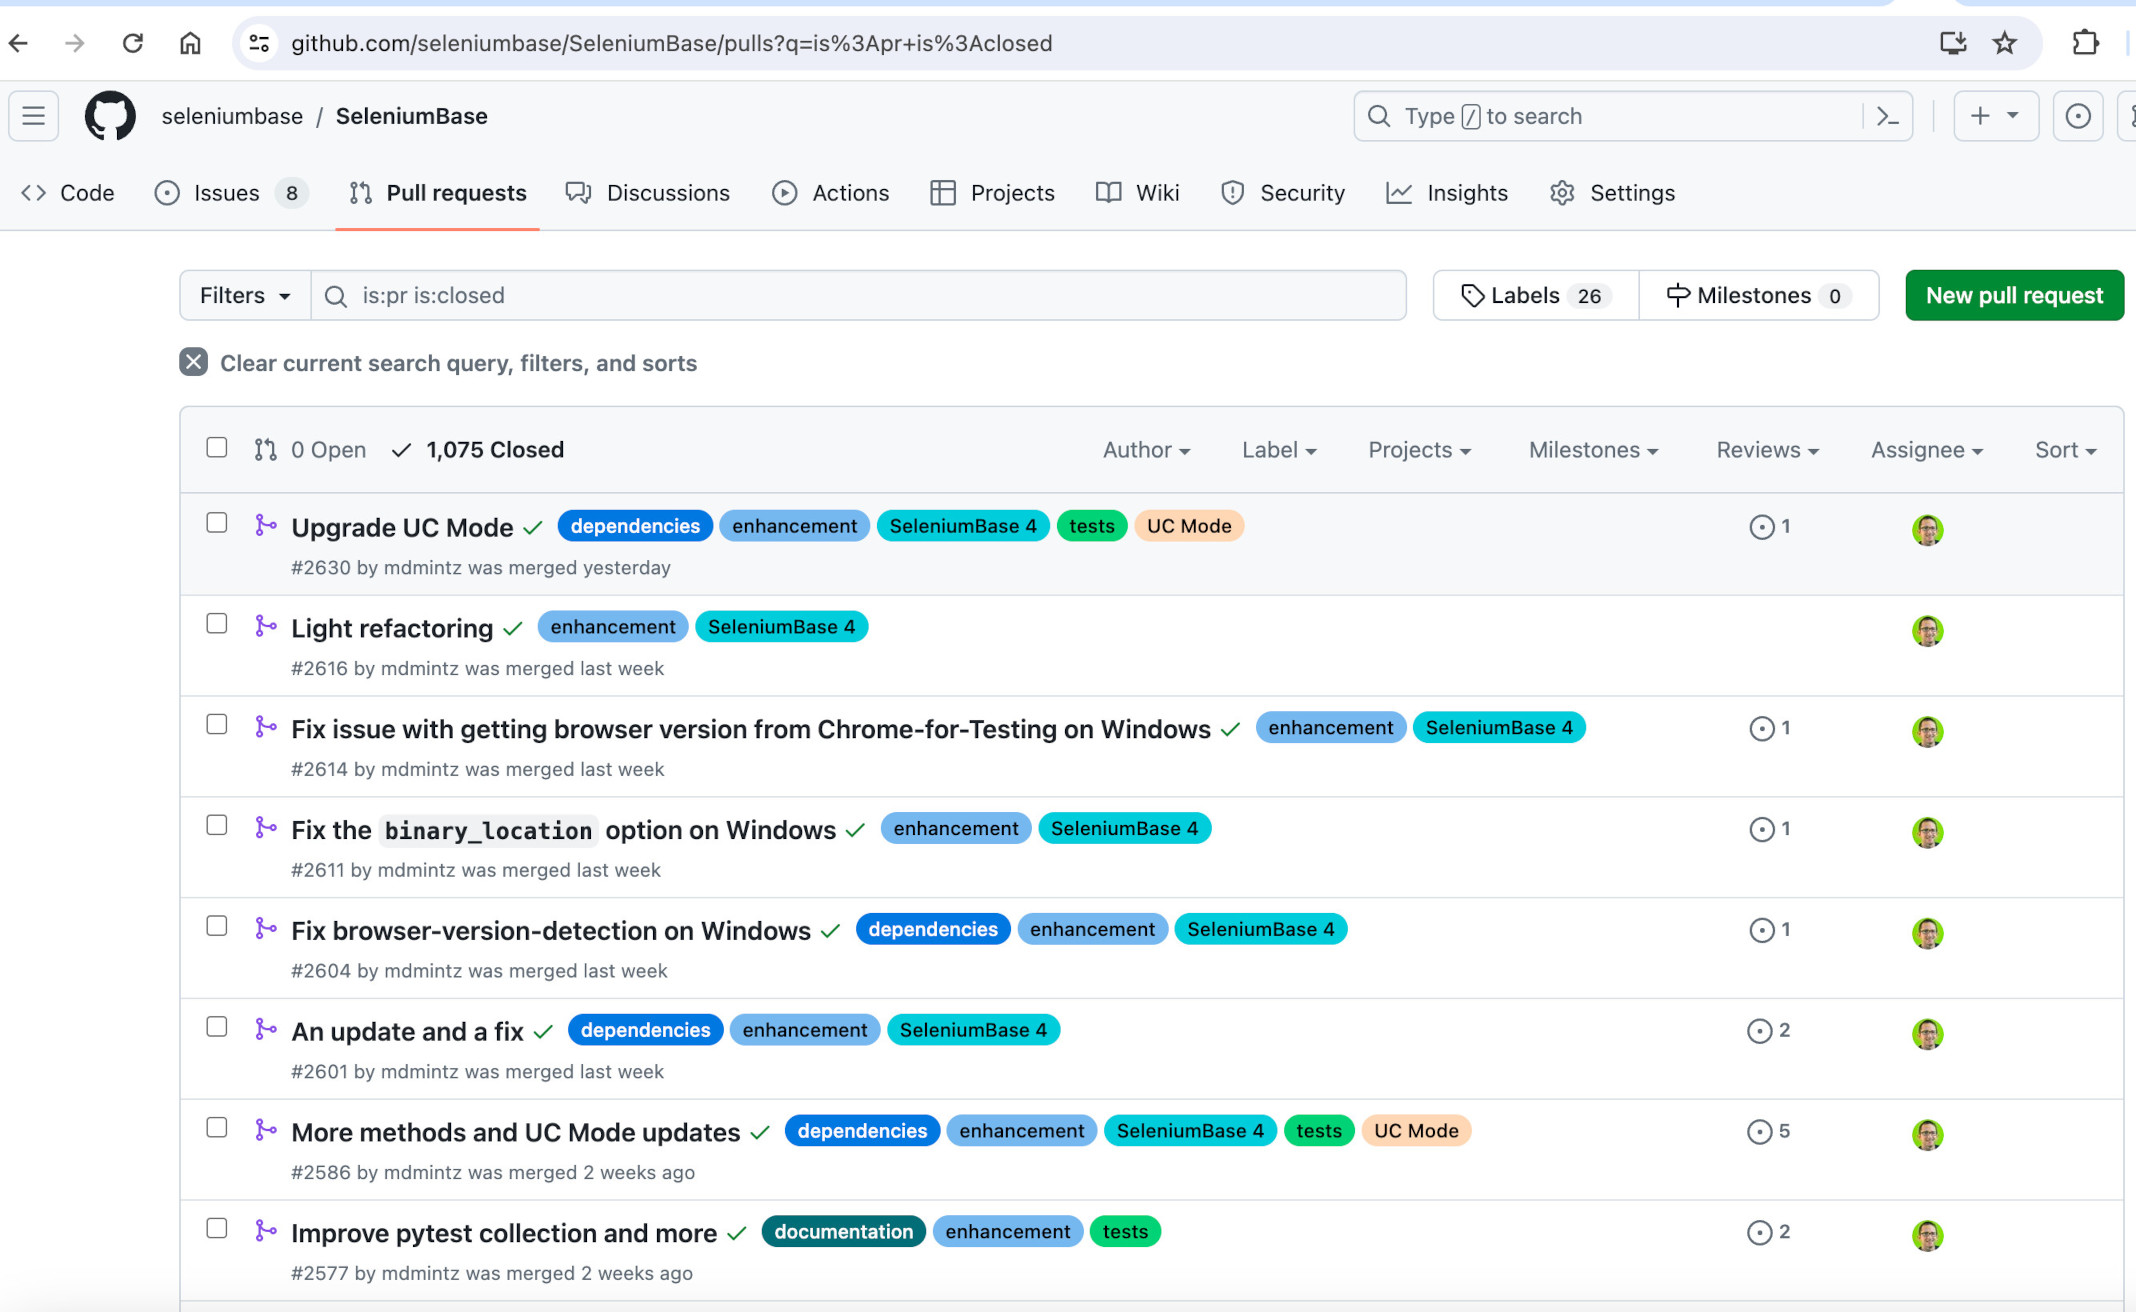 github.com/seleniumbase/SeleniumBase/pulls?q=is%3Apr+is%3Aclosed
seleniumbase / SeleniumBase
Type / to search
Code Issues 8 Pull requests Discussions Actions Projects Wiki Security Insights Settings
Filters is:pr is:closed Labels 26 Milestones 0 New pull request
Clear current search query, filters, and sorts
0 Open 1,075 Closed Author Label Projects Milestones Reviews Assignee Sort
Upgrade UC Mode dependencies enhancement SeleniumBase 4 tests UC Mode 1
#2630 by mdmintz was merged yesterday
Light refactoring enhancement SeleniumBase 4
#2616 by mdmintz was merged last week
Fix issue with getting browser version from Chrome-for-Testing on Windows enhancement SeleniumBase 4 1
#2614 by mdmintz was merged last week
Fix the binary_location option on Windows enhancement SeleniumBase 4 1
#2611 by mdmintz was merged last week
Fix browser-version-detection on Windows dependencies enhancement SeleniumBase 4 1
#2604 by mdmintz was merged last week
An update and a fix dependencies enhancement SeleniumBase 4 2
#2601 by mdmintz was merged last week
More methods and UC Mode updates dependencies enhancement SeleniumBase 4 tests UC Mode 5
#2586 by mdmintz was merged 2 weeks ago
Improve pytest collection and more documentation enhancement tests 2
#2577 by mdmintz was merged 2 weeks ago